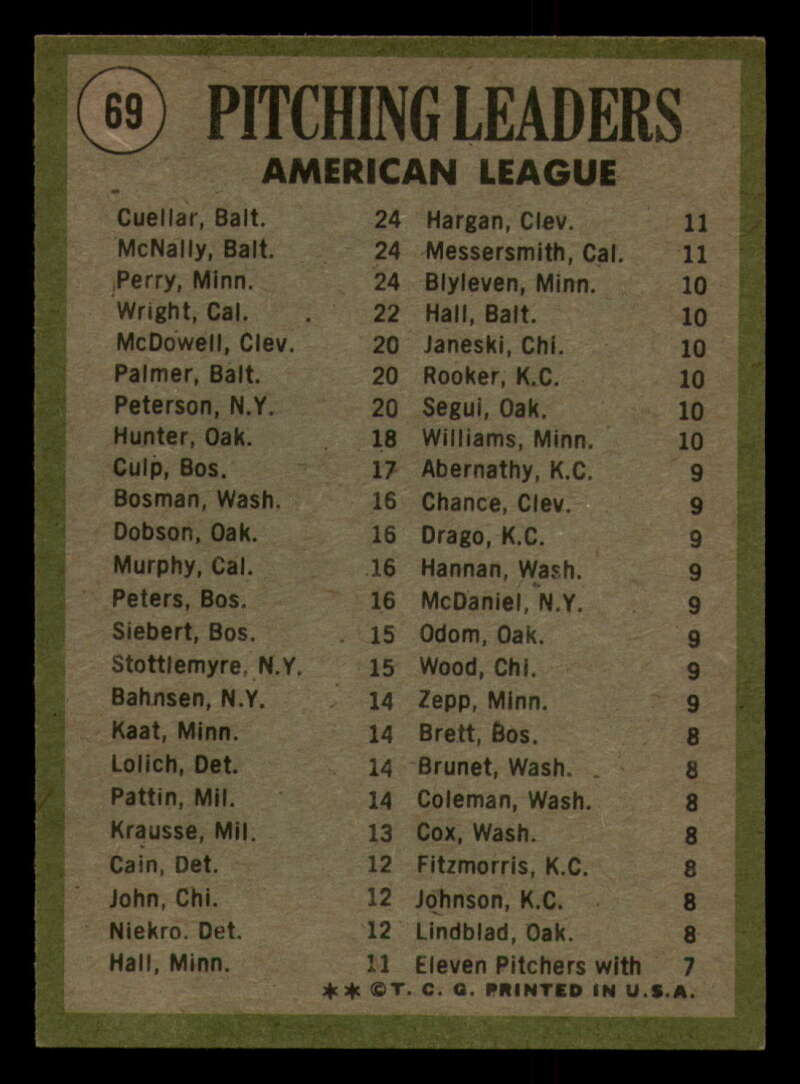 69
PITCHING LEADERS
AMERICAN LEAGUE
Cuellar, Balt. 24
McNally, Balt. 24
Perry, Minn. 24
Wright, Cal. 22
McDowell, Clev. 20
Palmer, Balt. 20
Peterson, N.Y. 20
Hunter, Oak. 18
Culp, Bos. 17
Bosman, Wash. 16
Dobson, Oak. 16
Murphy, Cal. 16
Peters, Bos. 16
Siebert, Bos. 15
Stottlemyre, N.Y. 15
Bahnsen, N.Y. 14
Kaat, Minn. 14
Lolich, Det. 14
Pattin, Mil. 14
Krausse, Mil. 13
Cain, Det. 12
John, Chi. 12
Niekro. Det. 12
Hall, Minn. 11
Hargan, Clev. 11
Messersmith, Cal. 11
Blyleven, Minn. 10
Hall, Balt. 10
Janeski, Chi. 10
Rooker, K.C. 10
Segui, Oak. 10
Williams, Minn. 10
Abernathy, K.C. 9
Chance, Clev. 9
Drago, K.C. 9
Hannan, Wash. 9
McDaniel, N.Y. 9
Odom, Oak. 9
Wood, Chi. 9
Zepp, Minn. 9
Brett, Bos. 8
Brunet, Wash. 8
Coleman, Wash. 8
Cox, Wash. 8
Fitzmorris, K.C. 8
Johnson, K.C. 8
Lindblad, Oak. 8
Eleven Pitchers with 7
** ©T. C. G. PRINTED IN U.S.A.